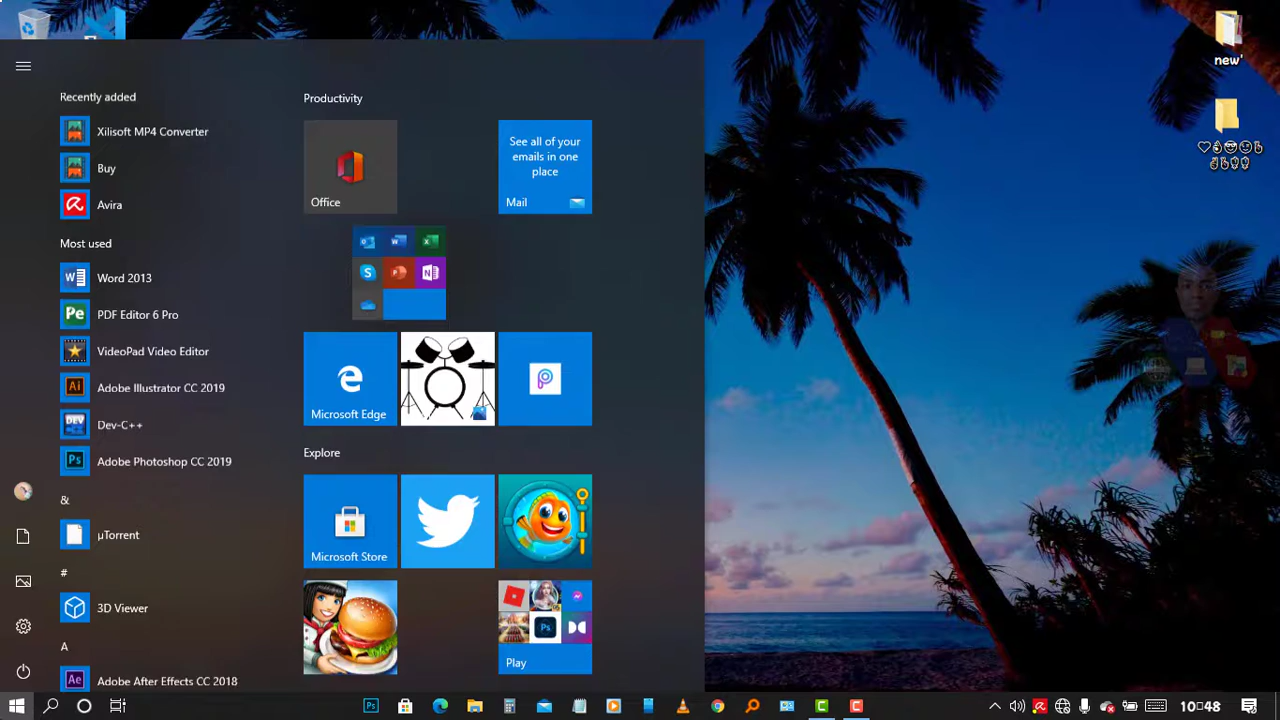 new'
Recently added
Xilisoft MP4 Converter
Buy
Avira
Most used
Word 2013
PDF Editor 6 Pro
VideoPad Video Editor
Adobe Illustrator CC 2019
Dev-C++
Adobe Photoshop CC 2019
&
µTorrent
#
3D Viewer
A
Adobe After Effects CC 2018
Productivity
Office
See all of your
emails in one
place
Mail
Microsoft Edge
Explore
Microsoft Store
Play
10:48